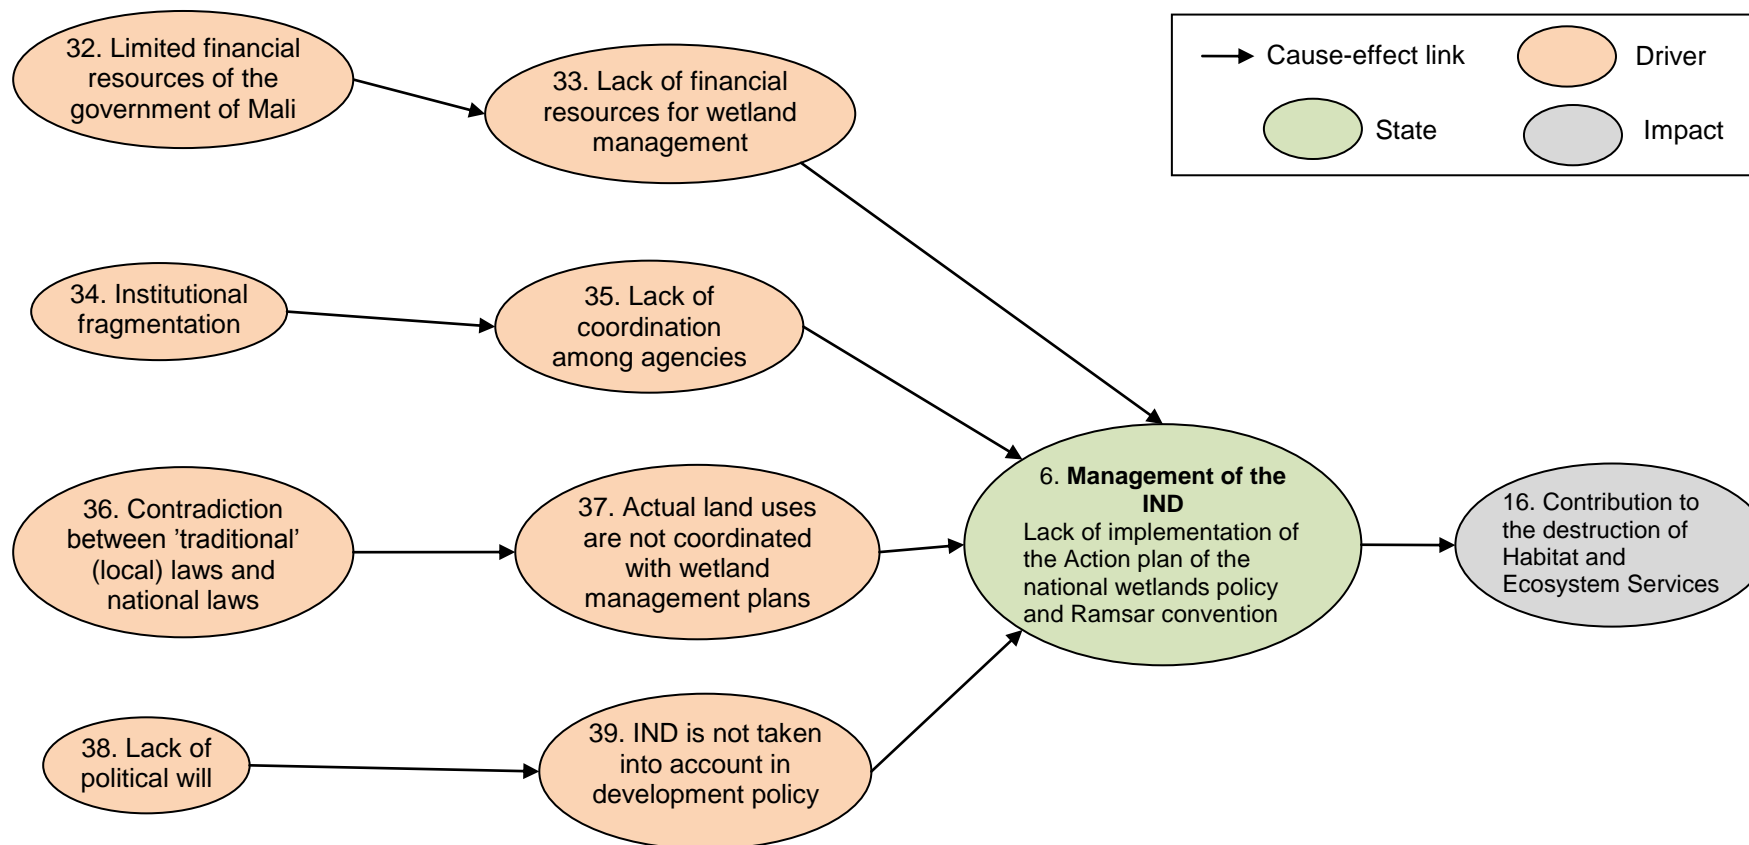 32. Limited financial
resources of the
government of Mali
33. Lack of financial
resources for wetland
management
Cause-effect link
Driver
State
Impact
34. Institutional
fragmentation
35. Lack of
coordination
among agencies
36. Contradiction
between ’traditional’
(local) laws and
national laws
37. Actual land uses
are not coordinated
with wetland
management plans
6. Management of the
IND
Lack of implementation of
the Action plan of the
national wetlands policy
and Ramsar convention
16. Contribution to
the destruction of
Habitat and
Ecosystem Services
38. Lack of
political will
39. IND is not taken
into account in
development policy